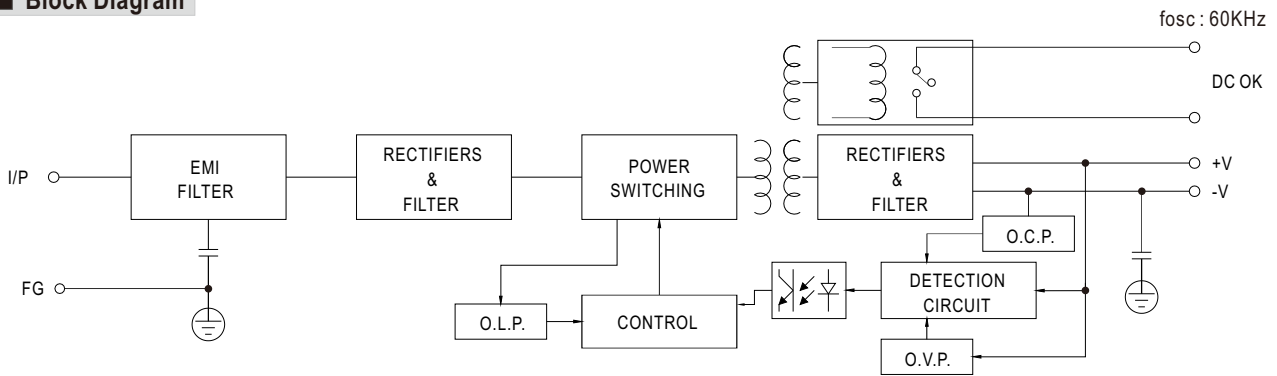 ■ Block Diagram
fosc : 60KHz
DC OK
I/P
EMI
FILTER
RECTIFIERS
&
FILTER
POWER
SWITCHING
RECTIFIERS
&
FILTER
+V
-V
O.C.P.
FG
O.L.P.
CONTROL
DETECTION
CIRCUIT
O.V.P.